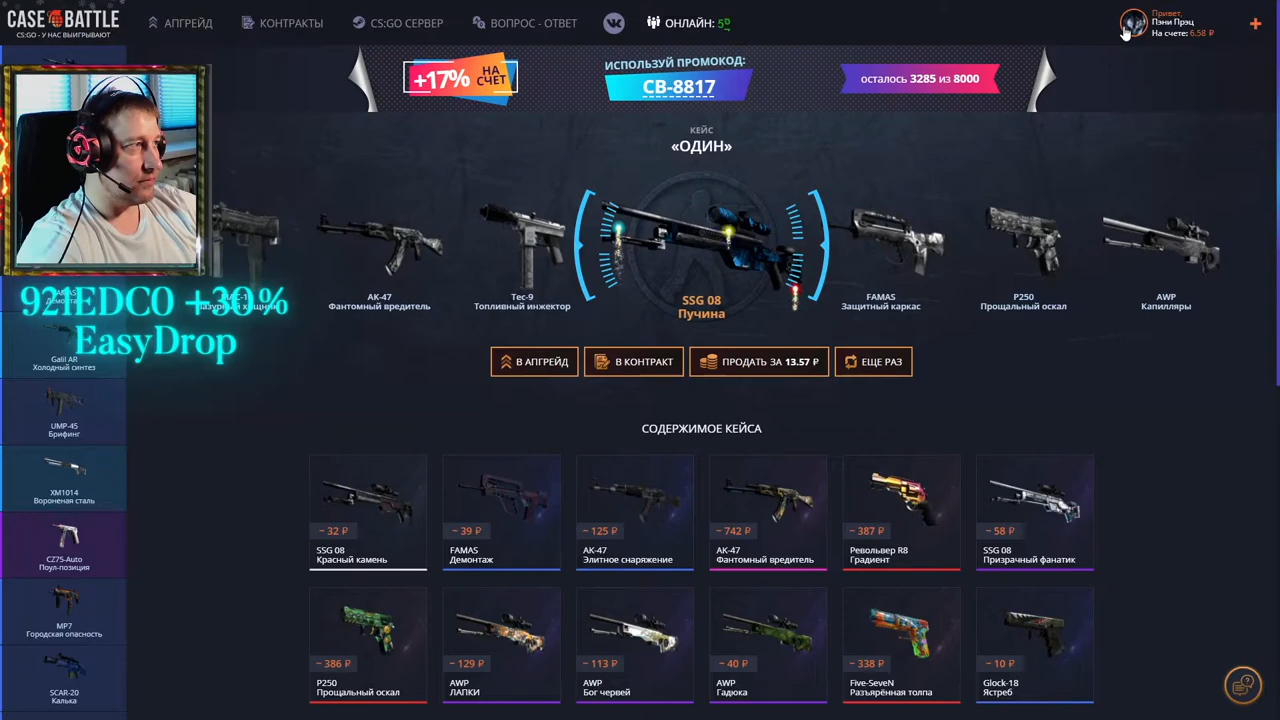 CASE BATTLE
CS:GO - У НАС ВЫИГРЫВАЮТ
АПГРЕЙД
КОНТРАКТЫ
CS:GO СЕРВЕР
ВОПРОС - ОТВЕТ
ОНЛАЙН:
Привет,
Пэни Прэц
На счете: 6.58 ₽
+
+17% НА СЧЕТ
ИСПОЛЬЗУЙ ПРОМОКОД:
CB-8817
осталось 3285 из 8000
КЕЙС
«ОДИН»
АК-47
Фантомный вредитель
Tec-9
Топливный инжектор
SSG 08
Пучина
FAMAS
Защитный каркас
P250
Прощальный оскал
AWP
Капилляры
921EDC0 +30%
EasyDrop
В АПГРЕЙД
В КОНТРАКТ
ПРОДАТЬ ЗА 13.57 ₽
ЕЩЕ РАЗ
Galil AR
Холодный синтез
UMP-45
Брифинг
XM1014
Вороненая сталь
CZ75-Auto
Поул-позиция
MP7
Городская опасность
SCAR-20
Калька
СОДЕРЖИМОЕ КЕЙСА
~ 32 ₽
SSG 08
Красный камень
~ 39 ₽
FAMAS
Демонтаж
~ 125 ₽
АК-47
Элитное снаряжение
~ 742 ₽
АК-47
Фантомный вредитель
~ 387 ₽
Револьвер R8
Градиент
~ 58 ₽
SSG 08
Призрачный фанатик
~ 386 ₽
P250
Прощальный оскал
~ 129 ₽
AWP
ЛАПКИ
~ 113 ₽
AWP
Бог червей
~ 40 ₽
AWP
Гадюка
~ 338 ₽
Five-SeveN
Разъярённая толпа
~ 10 ₽
Glock-18
Ястреб